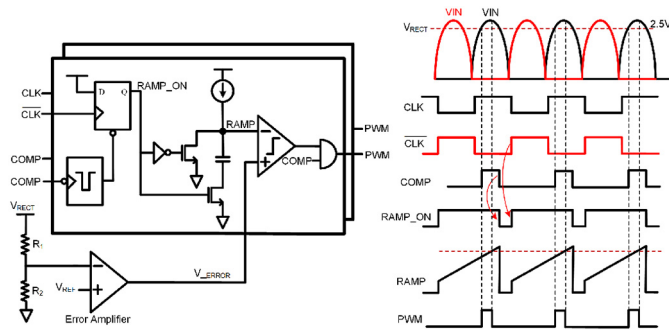 CLK
CLK
COMP
COMP
D
Q
RAMP_ON
RAMP
COMP
PWM
PWM
VRECT
R1
R2
VREF
Error Amplifier
V_ERROR
VIN
VIN
VRECT
2.5V
CLK
CLK
COMP
RAMP_ON
RAMP
PWM